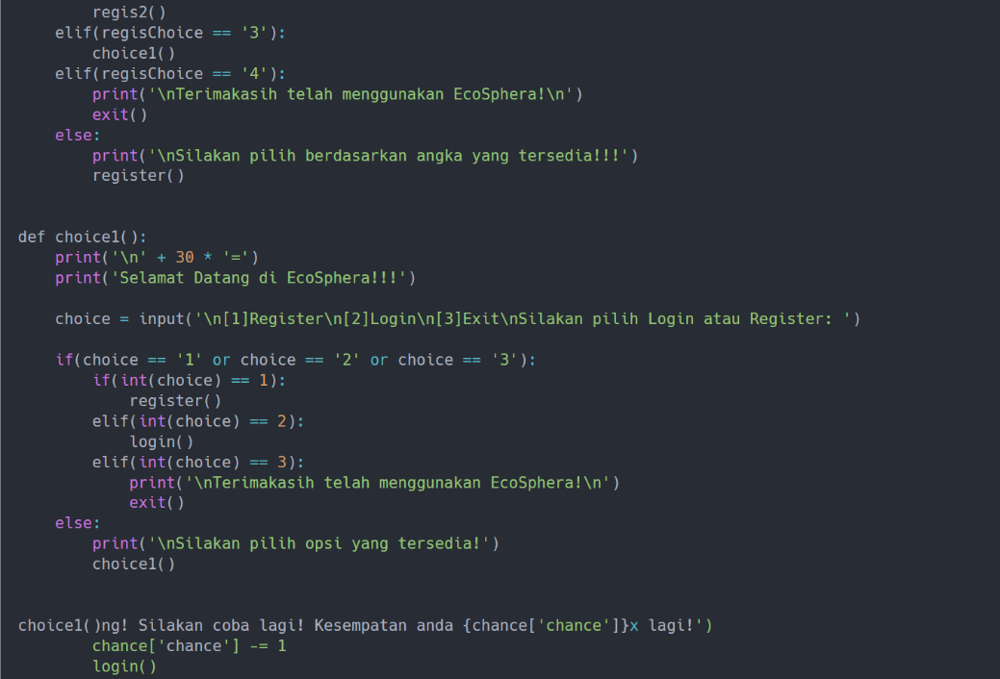 regis2()
    elif(regisChoice == '3'):
        choice1()
    elif(regisChoice == '4'):
        print('\nTerimakasih telah menggunakan EcoSphera!\n')
        exit()
    else:
        print('\nSilakan pilih berdasarkan angka yang tersedia!!!')
        register()
def choice1():
    print('\n' + 30 * '=')
    print('Selamat Datang di EcoSphera!!!')
    choice = input('\n[1]Register\n[2]Login\n[3]Exit\nSilakan pilih Login atau Register: ')
    if(choice == '1' or choice == '2' or choice == '3'):
        if(int(choice) == 1):
            register()
        elif(int(choice) == 2):
            login()
        elif(int(choice) == 3):
            print('\nTerimakasih telah menggunakan EcoSphera!\n')
            exit()
    else:
        print('\nSilakan pilih opsi yang tersedia!')
        choice1()
choice1()ng! Silakan coba lagi! Kesempatan anda {chance['chance']}x lagi!')
        chance['chance'] -= 1
        login()